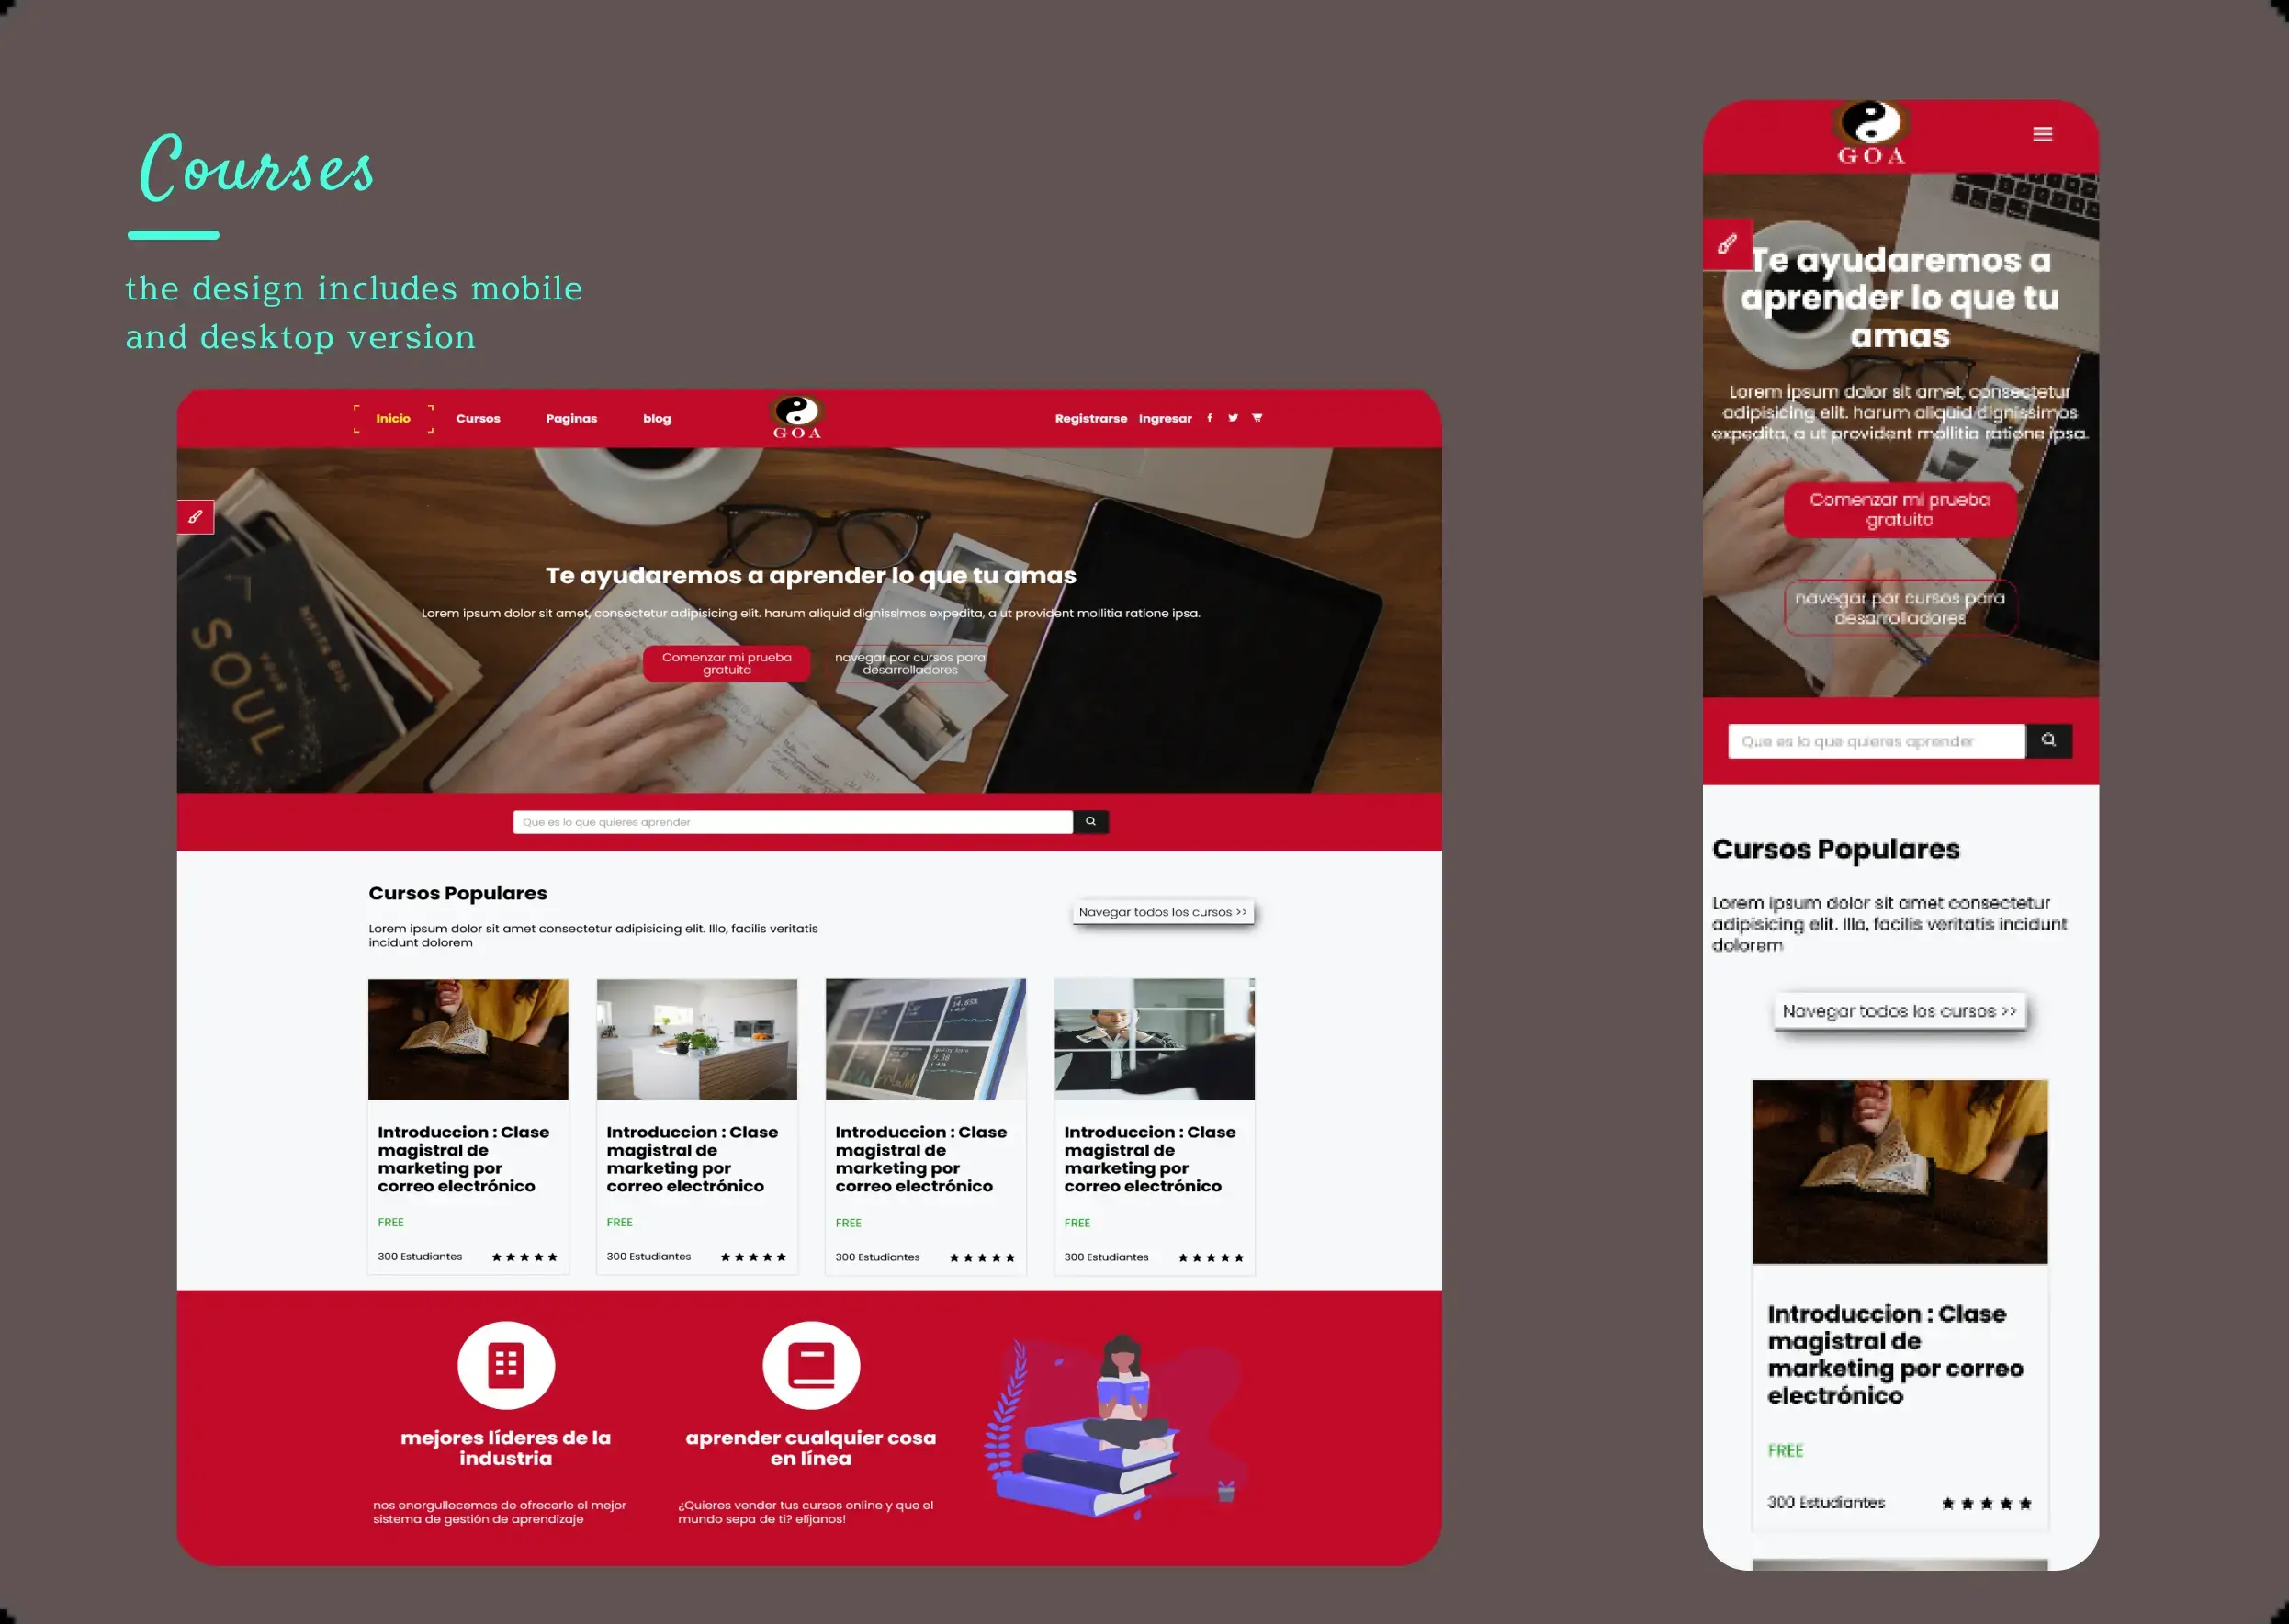 Courses
the design includes mobile
and desktop version
Inicio Cursos Paginas blog GOA Registrarse Ingresar
SOUL
YOUR
NIKITA GILL
Te ayudaremos a aprender lo que tu amas
Lorem ipsum dolor sit amet, consectetur adipisicing elit. harum aliquid dignissimos expedita, a ut provident mollitia ratione ipsa.
Comenzar mi prueba
gratuita
navegar por cursos para
desarrolladores
Que es lo que quieres aprender
Cursos Populares
Navegar todos los cursos >>
Lorem ipsum dolor sit amet consectetur adipisicing elit. Illo, facilis veritatis
incidunt dolorem
Introduccion : Clase
magistral de
marketing por
correo electrónico
FREE
300 Estudiantes
Introduccion : Clase
magistral de
marketing por
correo electrónico
FREE
300 Estudiantes
Introduccion : Clase
magistral de
marketing por
correo electrónico
FREE
300 Estudiantes
Introduccion : Clase
magistral de
marketing por
correo electrónico
FREE
300 Estudiantes
mejores líderes de la
industria
nos enorgullecemos de ofrecerle el mejor
sistema de gestión de aprendizaje
aprender cualquier cosa
en línea
¿Quieres vender tus cursos online y que el
mundo sepa de ti? elíjanos!
GOA
Te ayudaremos a
aprender lo que tu
amas
Lorem ipsum dolor sit amet, consectetur
adipisicing elit. harum aliquid dignissimos
expedita, a ut provident mollitia ratione ipsa.
Comenzar mi prueba
gratuita
navegar por cursos para
desarrolladores
Que es lo que quieres aprender
Cursos Populares
Lorem ipsum dolor sit amet consectetur
adipisicing elit. Illo, facilis veritatis incidunt
dolorem
Navegar todos los cursos >>
Introduccion : Clase
magistral de
marketing por correo
electrónico
FREE
300 Estudiantes